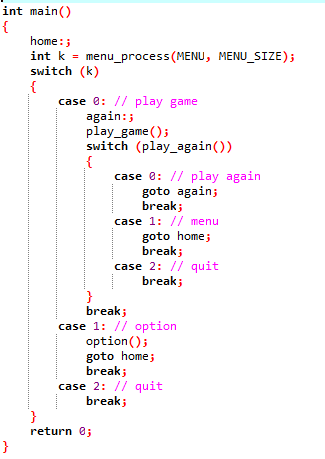 int main()
{
    home:;
    int k = menu_process(MENU, MENU_SIZE);
    switch (k)
    {
        case 0: // play game
            again:;
            play_game();
            switch (play_again())
            {
                case 0: // play again
                    goto again;
                    break;
                case 1: // menu
                    goto home;
                    break;
                case 2: // quit
                    break;
            }
            break;
        case 1: // option
            option();
            goto home;
            break;
        case 2: // quit
            break;
    }
    return 0;
}